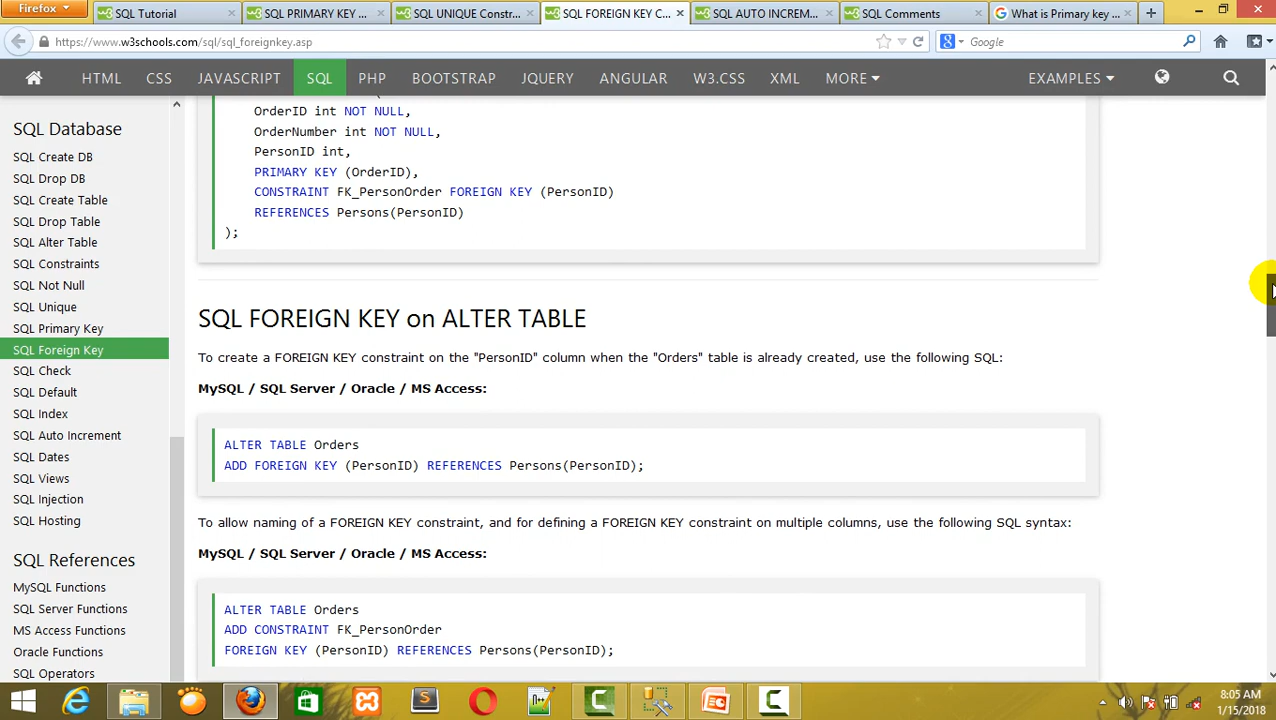 Firefox
SQL Tutorial
SQL PRIMARY KEY ...
SQL UNIQUE Constr...
SQL FOREIGN KEY C...
SQL AUTO INCREM...
SQL Comments
What is Primary key ...
https://www.w3schools.com/sql/sql_foreignkey.asp
Google
HTML CSS JAVASCRIPT SQL PHP BOOTSTRAP JQUERY ANGULAR W3.CSS XML MORE EXAMPLES
SQL Database
SQL Create DB
SQL Drop DB
SQL Create Table
SQL Drop Table
SQL Alter Table
SQL Constraints
SQL Not Null
SQL Unique
SQL Primary Key
SQL Foreign Key
SQL Check
SQL Default
SQL Index
SQL Auto Increment
SQL Dates
SQL Views
SQL Injection
SQL Hosting
SQL References
MySQL Functions
SQL Server Functions
MS Access Functions
Oracle Functions
SQL Operators
OrderID int NOT NULL,
OrderNumber int NOT NULL,
PersonID int,
PRIMARY KEY (OrderID),
CONSTRAINT FK_PersonOrder FOREIGN KEY (PersonID)
REFERENCES Persons(PersonID)
);
SQL FOREIGN KEY on ALTER TABLE
To create a FOREIGN KEY constraint on the "PersonID" column when the "Orders" table is already created, use the following SQL:
MySQL / SQL Server / Oracle / MS Access:
ALTER TABLE Orders
ADD FOREIGN KEY (PersonID) REFERENCES Persons(PersonID);
To allow naming of a FOREIGN KEY constraint, and for defining a FOREIGN KEY constraint on multiple columns, use the following SQL syntax:
MySQL / SQL Server / Oracle / MS Access:
ALTER TABLE Orders
ADD CONSTRAINT FK_PersonOrder
FOREIGN KEY (PersonID) REFERENCES Persons(PersonID);
8:05 AM
1/15/2018